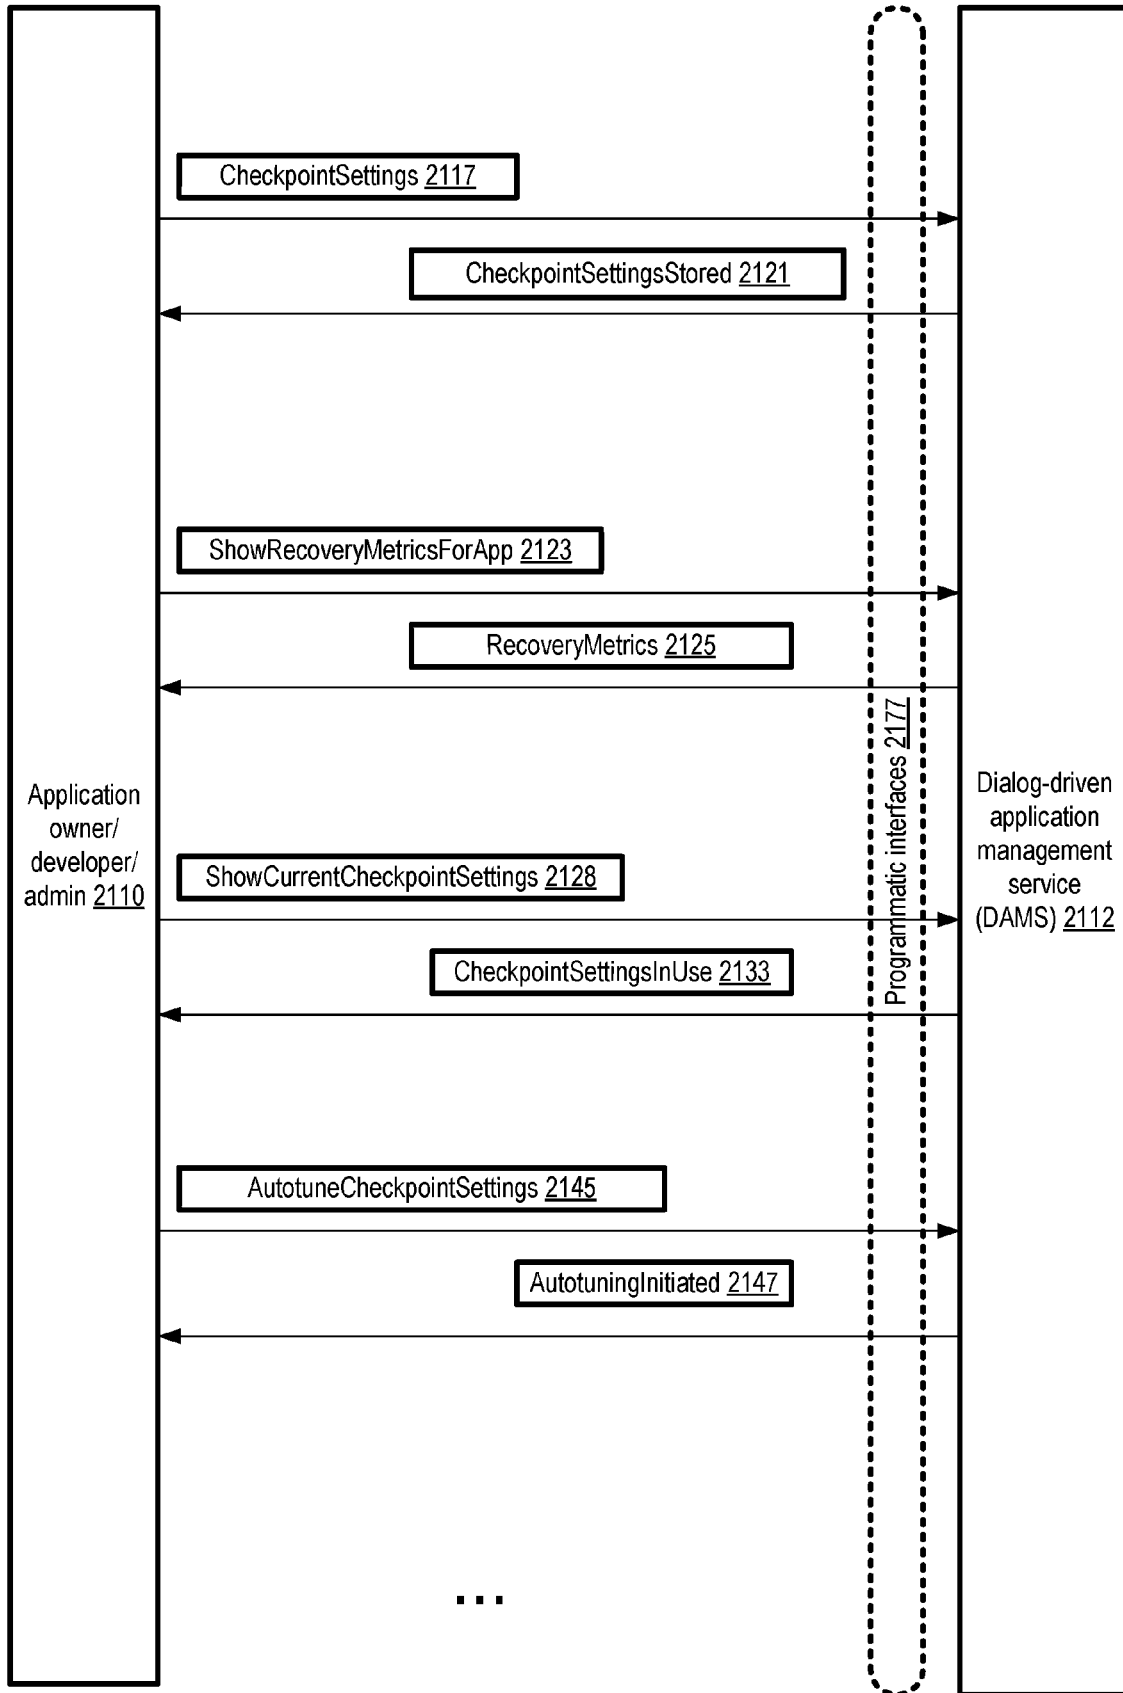 CheckpointSettings 2117
CheckpointSettingsStored 2121
ShowRecoveryMetricsForApp 2123
RecoveryMetrics 2125
Programmatic interfaces 2177
Application
owner/
developer/
admin 2110
Dialog-driven
application
management
service
(DAMS) 2112
ShowCurrentCheckpointSettings 2128
CheckpointSettingsInUse 2133
AutotuneCheckpointSettings 2145
AutotuningInitiated 2147
...